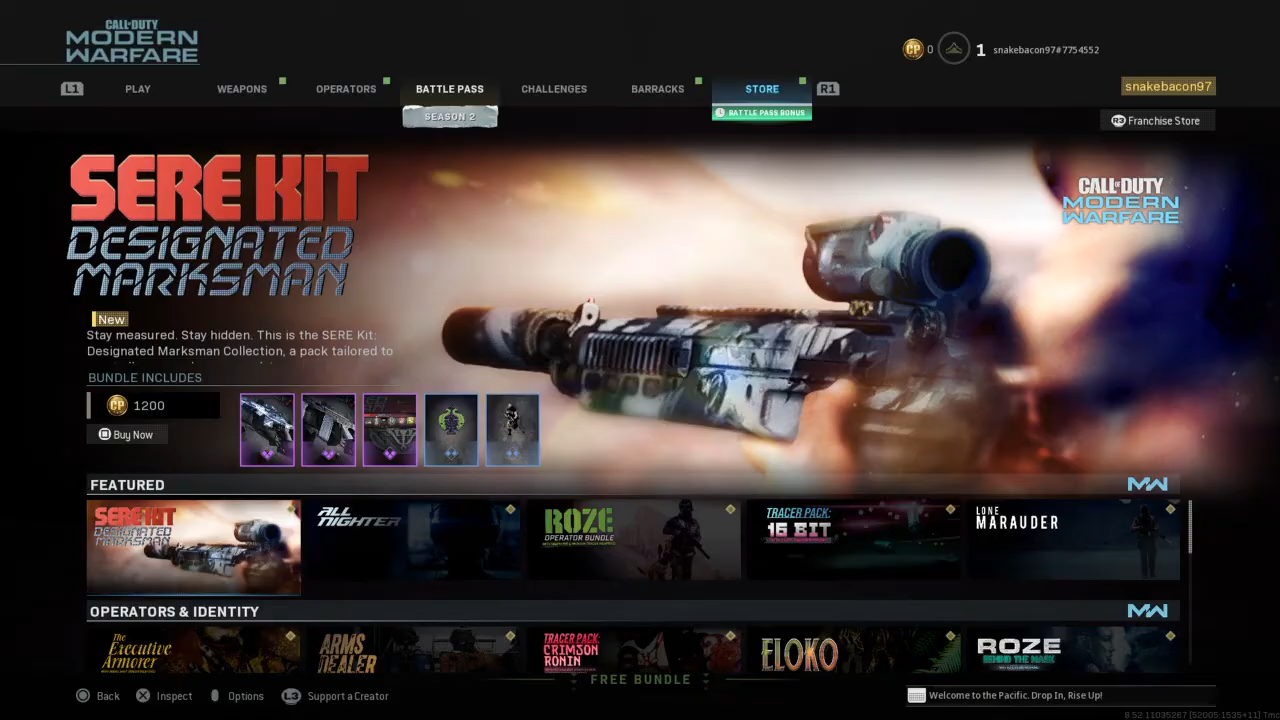 CALL OF DUTY
MODERN
WARFARE
CP 0
1 snakebacon97#7754552
L1 PLAY WEAPONS OPERATORS BATTLE PASS CHALLENGES BARRACKS STORE R1
SEASON 2
BATTLE PASS BONUS
snakebacon97
R3 Franchise Store
SERE KIT
DESIGNATED
MARKSMAN
CALL OF DUTY
MODERN
WARFARE
New
Stay measured. Stay hidden. This is the SERE Kit:
Designated Marksman Collection, a pack tailored to
BUNDLE INCLUDES
CP 1200
Buy Now
FEATURED MW
SERE KIT
DESIGNATED
MARKSMAN
ALL
NIGHTER
ROZE
OPERATOR BUNDLE
TRACER PACK:
16 BIT
LONE
MARAUDER
OPERATORS & IDENTITY MW
The
Executive
Armorer
ARMS
DEALER
TRACER PACK:
CRIMSON
RONIN
ELOKO
ROZE
BEHIND THE MASK
FREE BUNDLE
Back Inspect Options L3 Support a Creator
Welcome to the Pacific. Drop In, Rise Up!